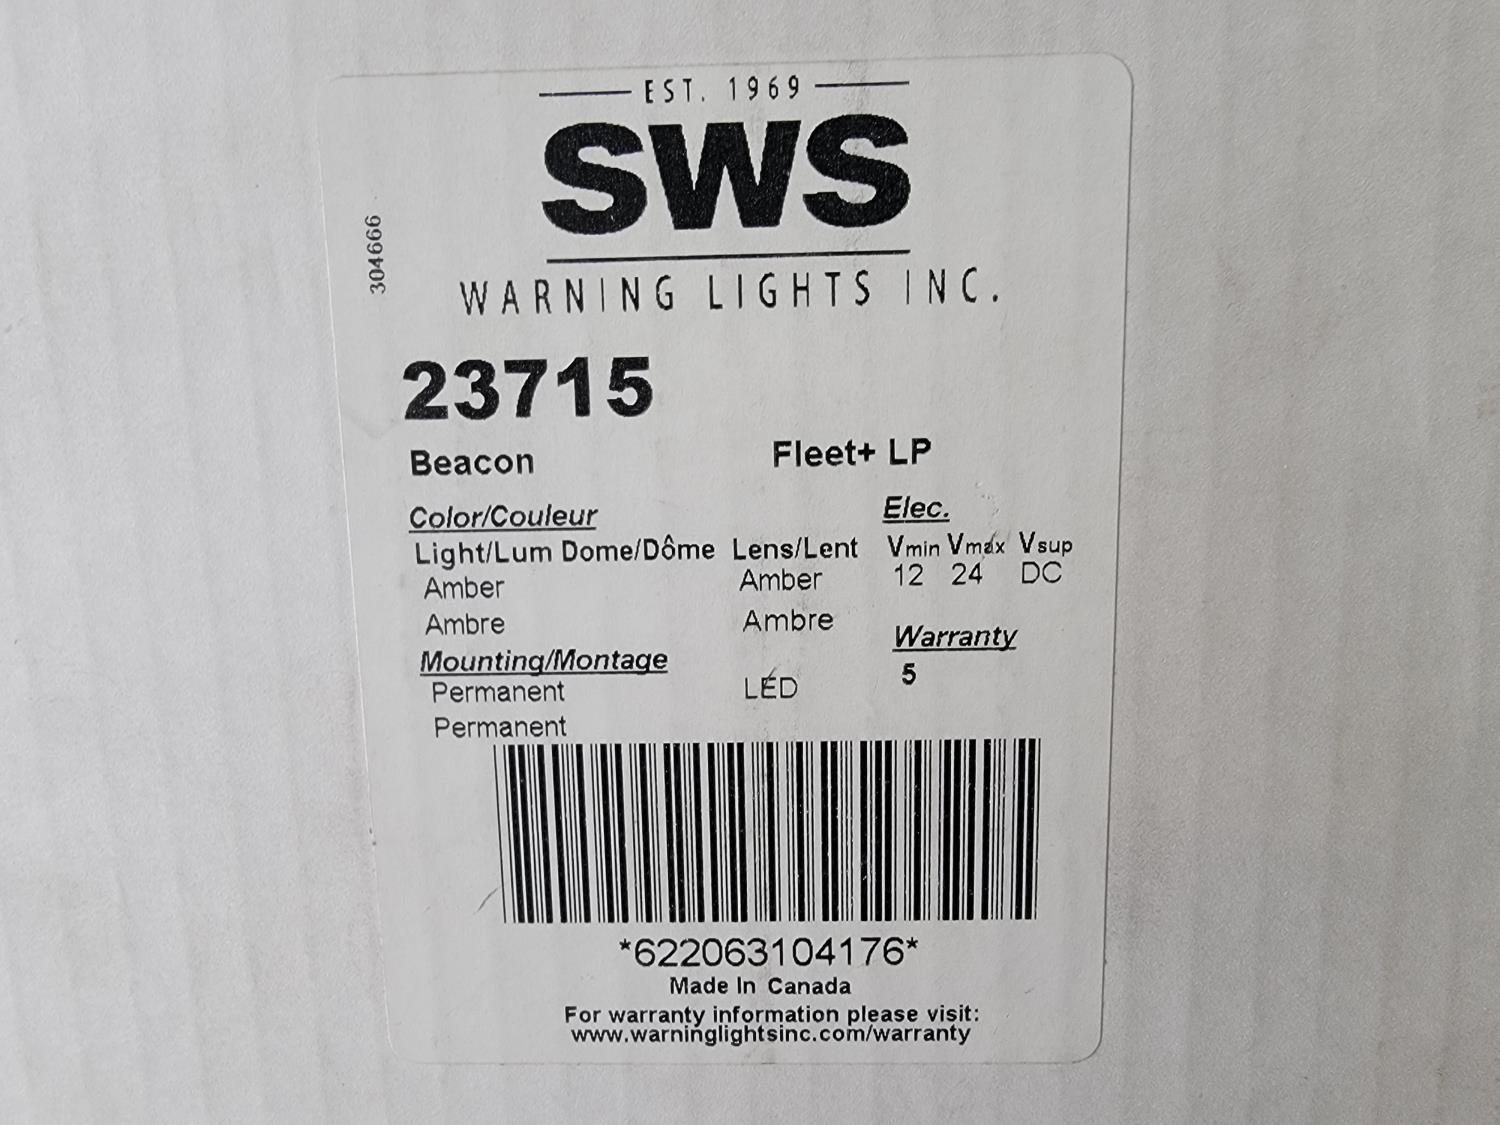 EST. 1969
SWS
WARNING LIGHTS INC.
304666
23715
Beacon Fleet+ LP
Color/Couleur Elec.
Light/Lum Dome/Dôme Lens/Lent Vmin Vmax Vsup
Amber Amber 12 24 DC
Ambre Ambre
Warranty
Mounting/Montage
5
Permanent LED
Permanent
*622063104176*
Made In Canada
For warranty information please visit:
www.warninglightsinc.com/warranty